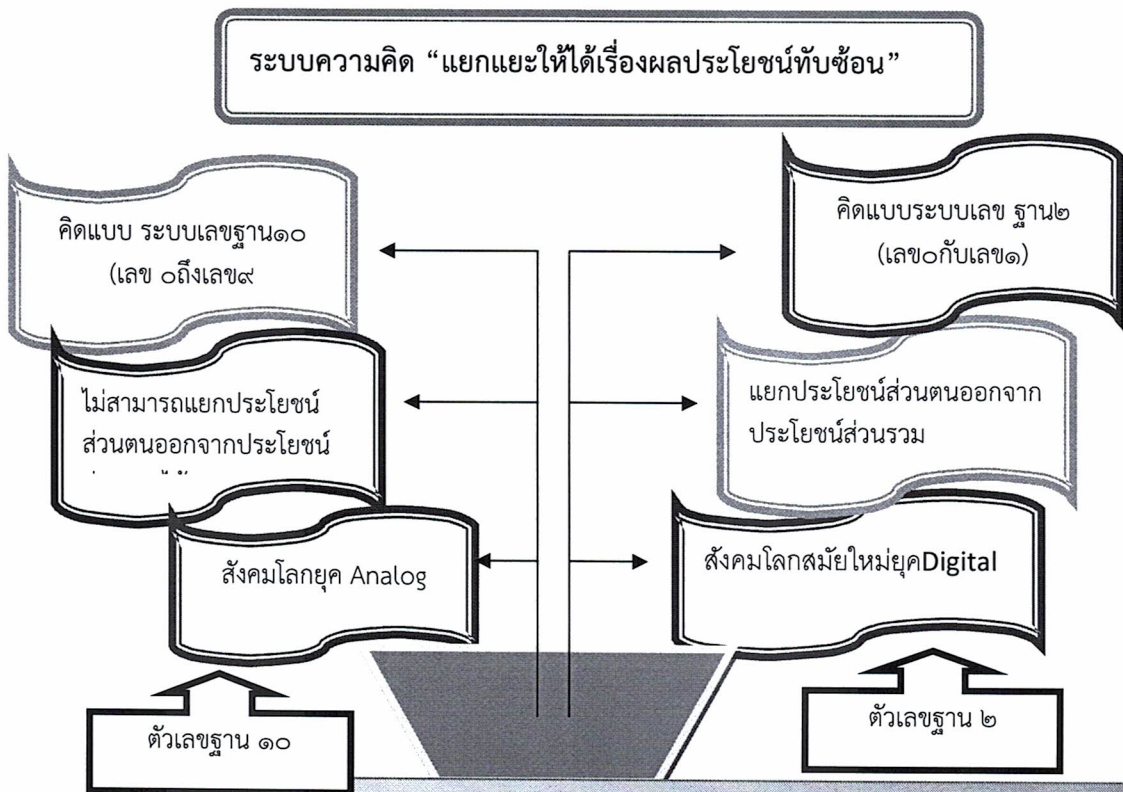 ระบบความคิด “แยกแยะให้ได้เรื่องผลประโยชน์ทับซ้อน”
คิดแบบ ระบบเลขฐาน๑๐
(เลข ๐ถึงเลข๙
ไม่สามารถแยกประโยชน์
ส่วนตนออกจากประโยชน์
สังคมโลกยุค Analog
ตัวเลขฐาน ๑๐
คิดแบบระบบเลข ฐาน๒
(เลข๐กับเลข๑)
แยกประโยชน์ส่วนตนออกจาก
ประโยชน์ส่วนรวม
สังคมโลกสมัยใหม่ยุคDigital
ตัวเลขฐาน ๒